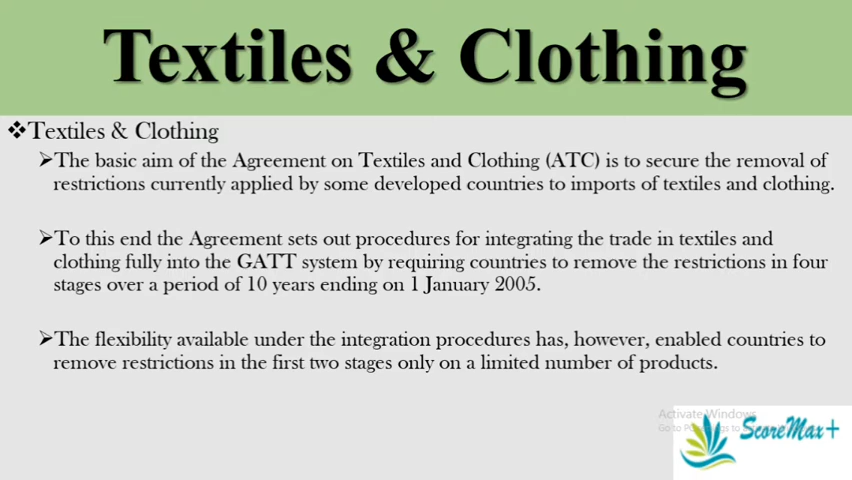 Textiles & Clothing
Textiles & Clothing
The basic aim of the Agreement on Textiles and Clothing (ATC) is to secure the removal of
restrictions currently applied by some developed countries to imports of textiles and clothing.
To this end the Agreement sets out procedures for integrating the trade in textiles and
clothing fully into the GATT system by requiring countries to remove the restrictions in four
stages over a period of 10 years ending on 1 January 2005.
The flexibility available under the integration procedures has, however, enabled countries to
remove restrictions in the first two stages only on a limited number of products.
Activate Windows
Go to
ScoreMax+